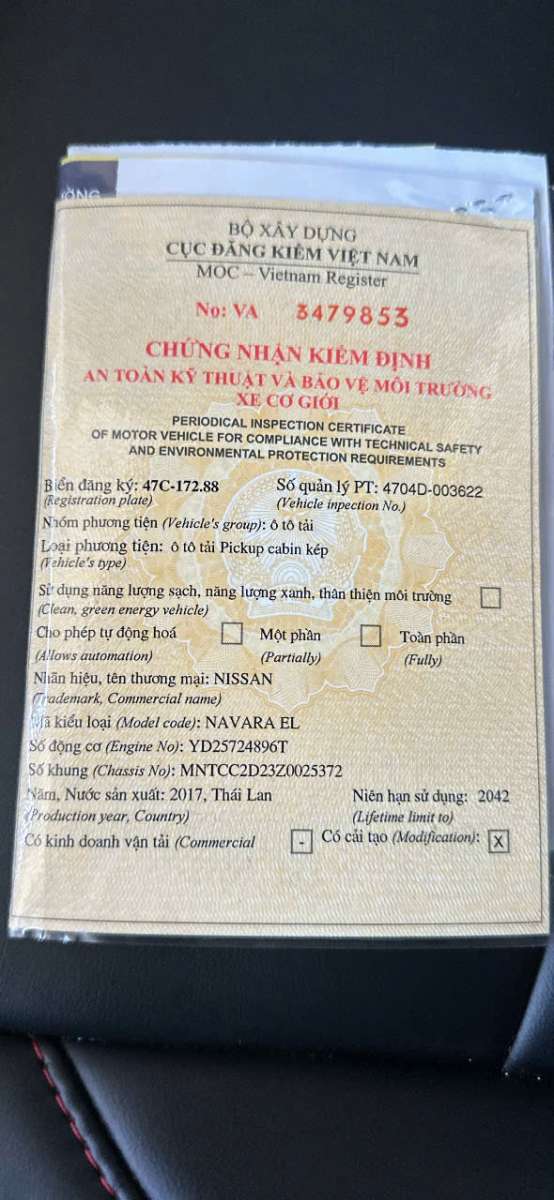 BỘ XÂY DỰNG
CỤC ĐĂNG KIỂM VIỆT NAM
MOC – Vietnam Register
No: VA 3479853
CHỨNG NHẬN KIỂM ĐỊNH
AN TOÀN KỸ THUẬT VÀ BẢO VỆ MÔI TRƯỜNG
XE CƠ GIỚI
PERIODICAL INSPECTION CERTIFICATE
OF MOTOR VEHICLE FOR COMPLIANCE WITH TECHNICAL SAFETY
AND ENVIRONMENTAL PROTECTION REQUIREMENTS
Biển đăng ký: 47C-172.88 Số quản lý PT: 4704D-003622
(Registration plate) (Vehicle inpection No.)
Nhóm phương tiện (Vehicle's group): ô tô tải
Loại phương tiện: ô tô tải Pickup cabin kép
(Vehicle's type)
Sử dụng năng lượng sạch, năng lượng xanh, thân thiện môi trường
(Clean, green energy vehicle)
Cho phép tự động hoá Một phần Toàn phần
(Allows automation) (Partially) (Fully)
Nhãn hiệu, tên thương mại: NISSAN
(Trademark, Commercial name)
Mã kiểu loại (Model code): NAVARA EL
Số động cơ (Engine No): YD25724896T
Số khung (Chassis No): MNTCC2D23Z0025372
Năm, Nước sản xuất: 2017, Thái Lan Niên hạn sử dụng: 2042
(Production year, Country) (Lifetime limit to)
Có kinh doanh vận tải (Commercial - Có cải tạo (Modification): X